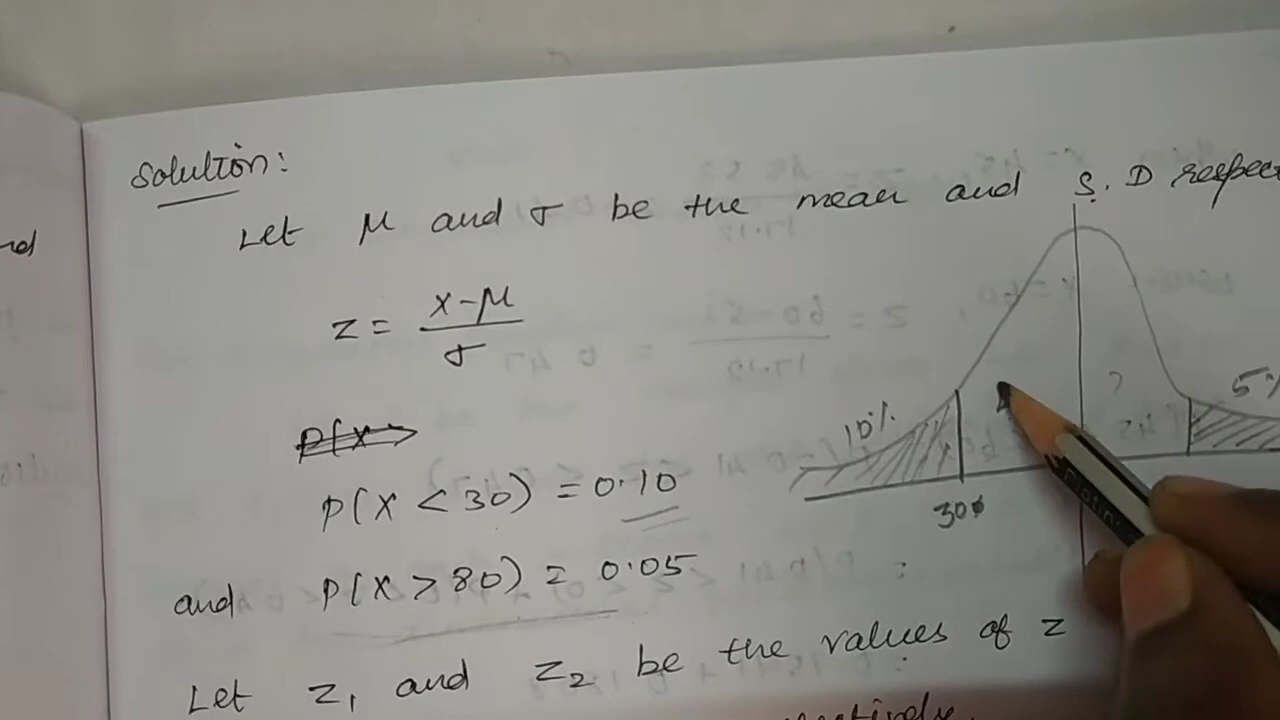 Solution:
Let μ and σ be the mean and S.D respec
z = x-μ / σ
P(X
P(X < 30) = 0.10
and P(X > 80) = 0.05
10%
5%
30
Let z1 and z2 be the values of z